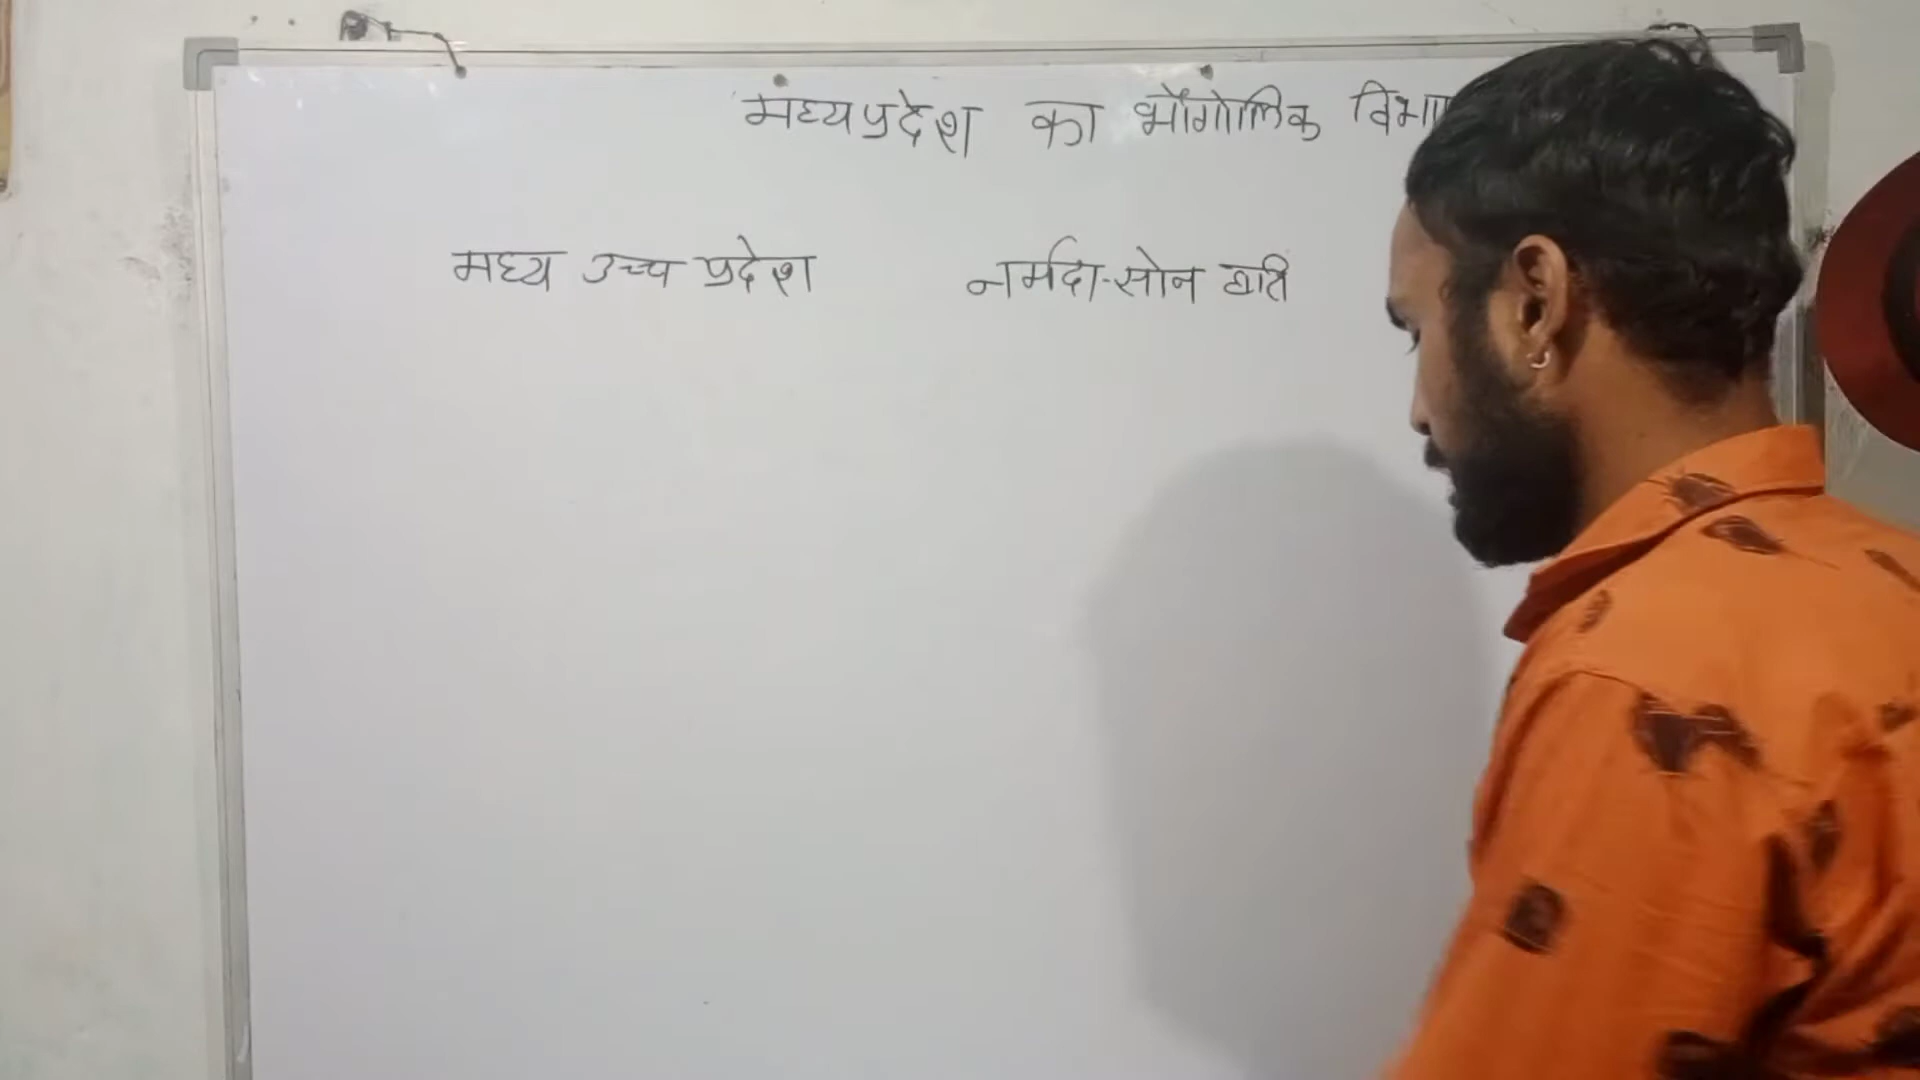 मध्यप्रदेश का भौगोलिक
मध्य उच्च प्रदेश नर्मदा-सोन घाटी